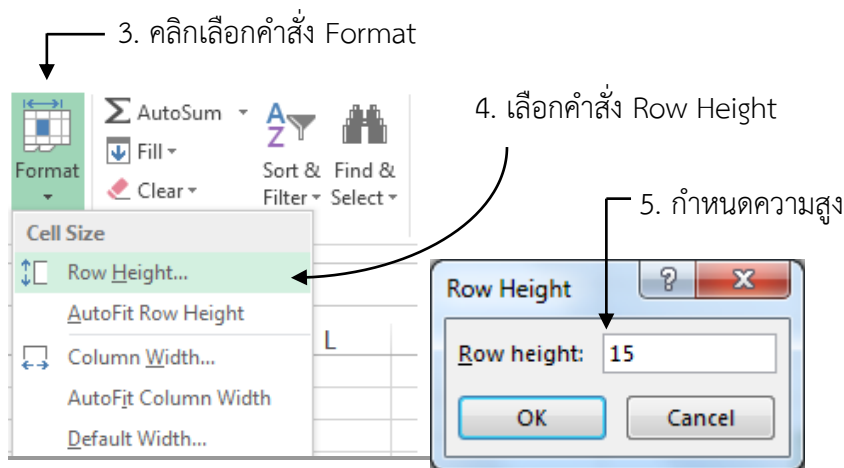 3. คลิกเลือกคำสั่ง Format
4. เลือกคำสั่ง Row Height
5. กำหนดความสูง
AutoSum
Fill
Clear
Format
A
Z
Sort &
Filter
Find &
Select
Cell Size
Row Height...
AutoFit Row Height
Column Width...
AutoFit Column Width
Default Width...
L
Row Height
?
Row height:
15
OK
Cancel